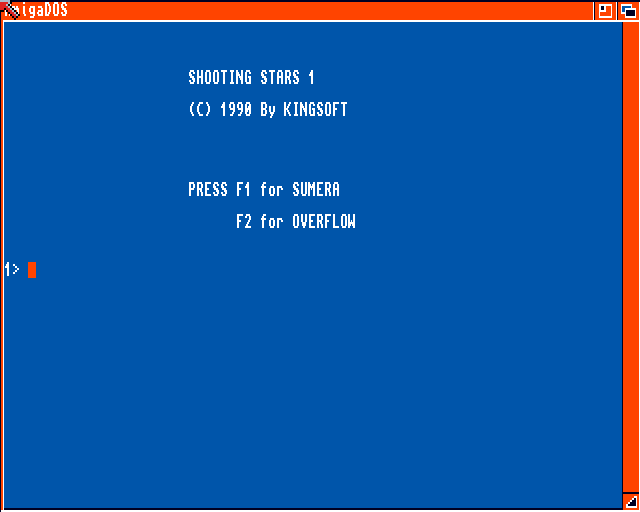 AmigaDOS
SHOOTING STARS 1
(C) 1990 By KINGSOFT
PRESS F1 for SUMERA
F2 for OVERFLOW
1>